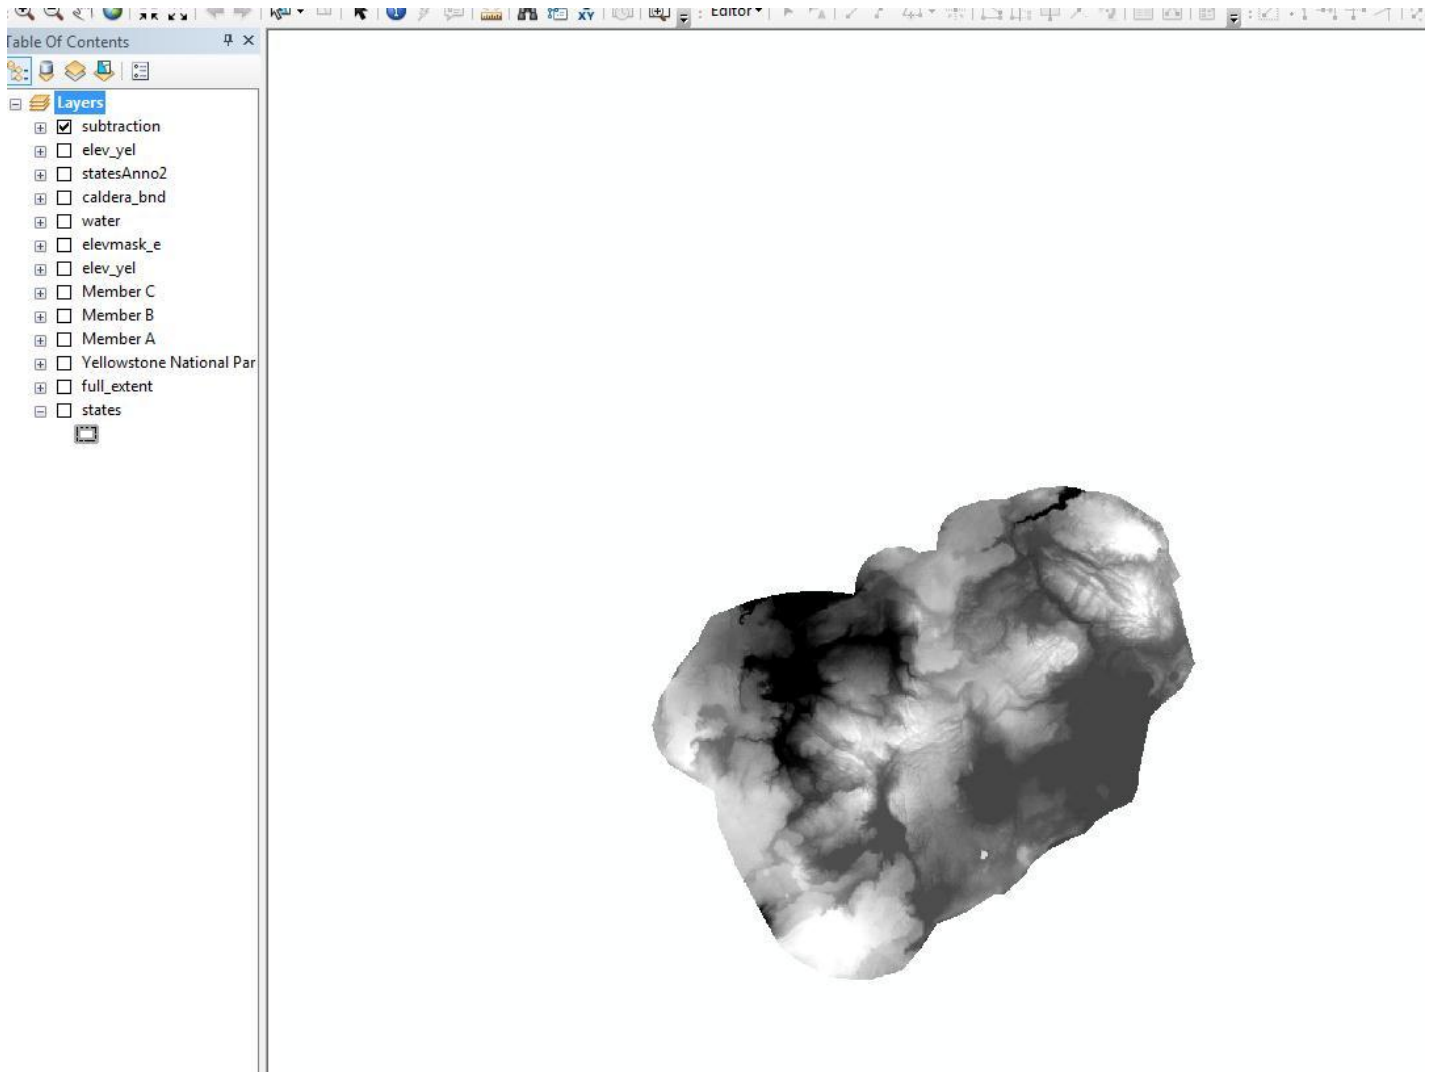 Editor
Table Of Contents
Layers
subtraction
elev_yel
statesAnno2
caldera_bnd
water
elevmask_e
elev_yel
Member C
Member B
Member A
Yellowstone National Par
full_extent
states